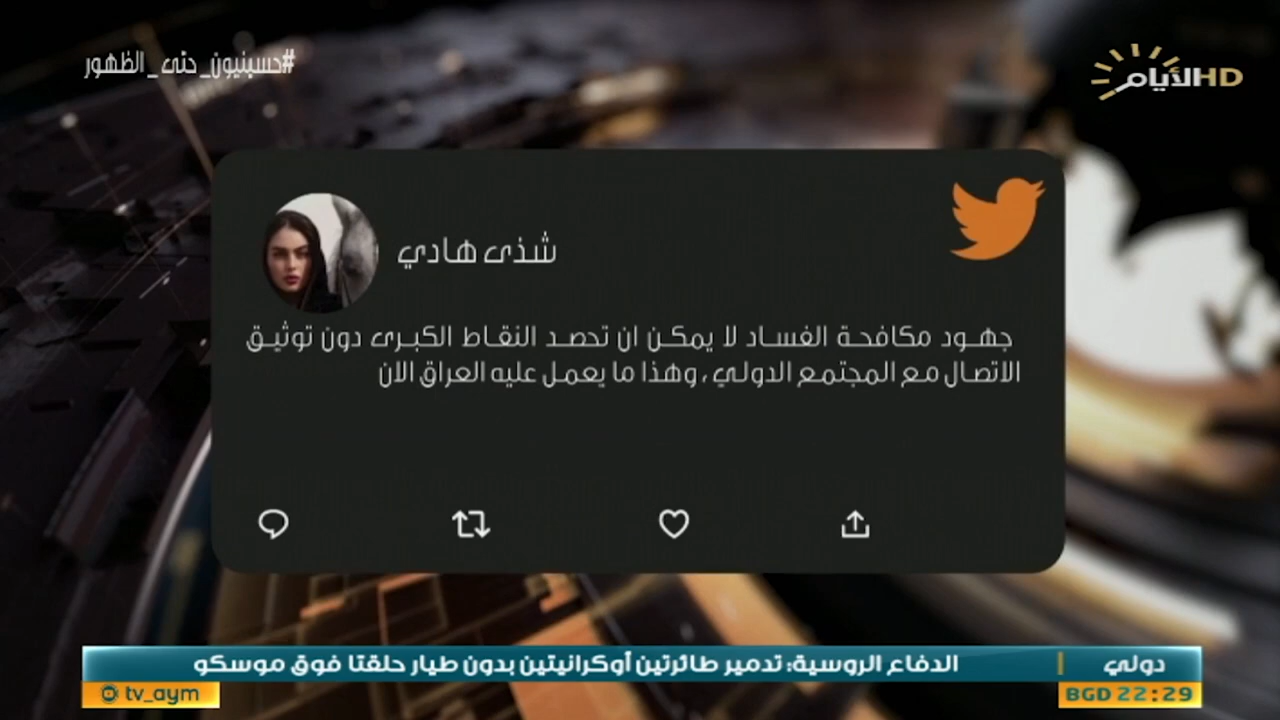 #حسينيون_حتى_الظهور
الأيام HD
شذى هادي
جهود مكافحة الفساد لا يمكن ان تحصد النقاط الكبرى دون توثيق
الاتصال مع المجتمع الدولي، وهذا ما يعمل عليه العراق الان
دولي
الدفاع الروسية: تدمير طائرتين أوكرانيتين بدون طيار حلقتا فوق موسكو
tv_aym
BGD 22:29